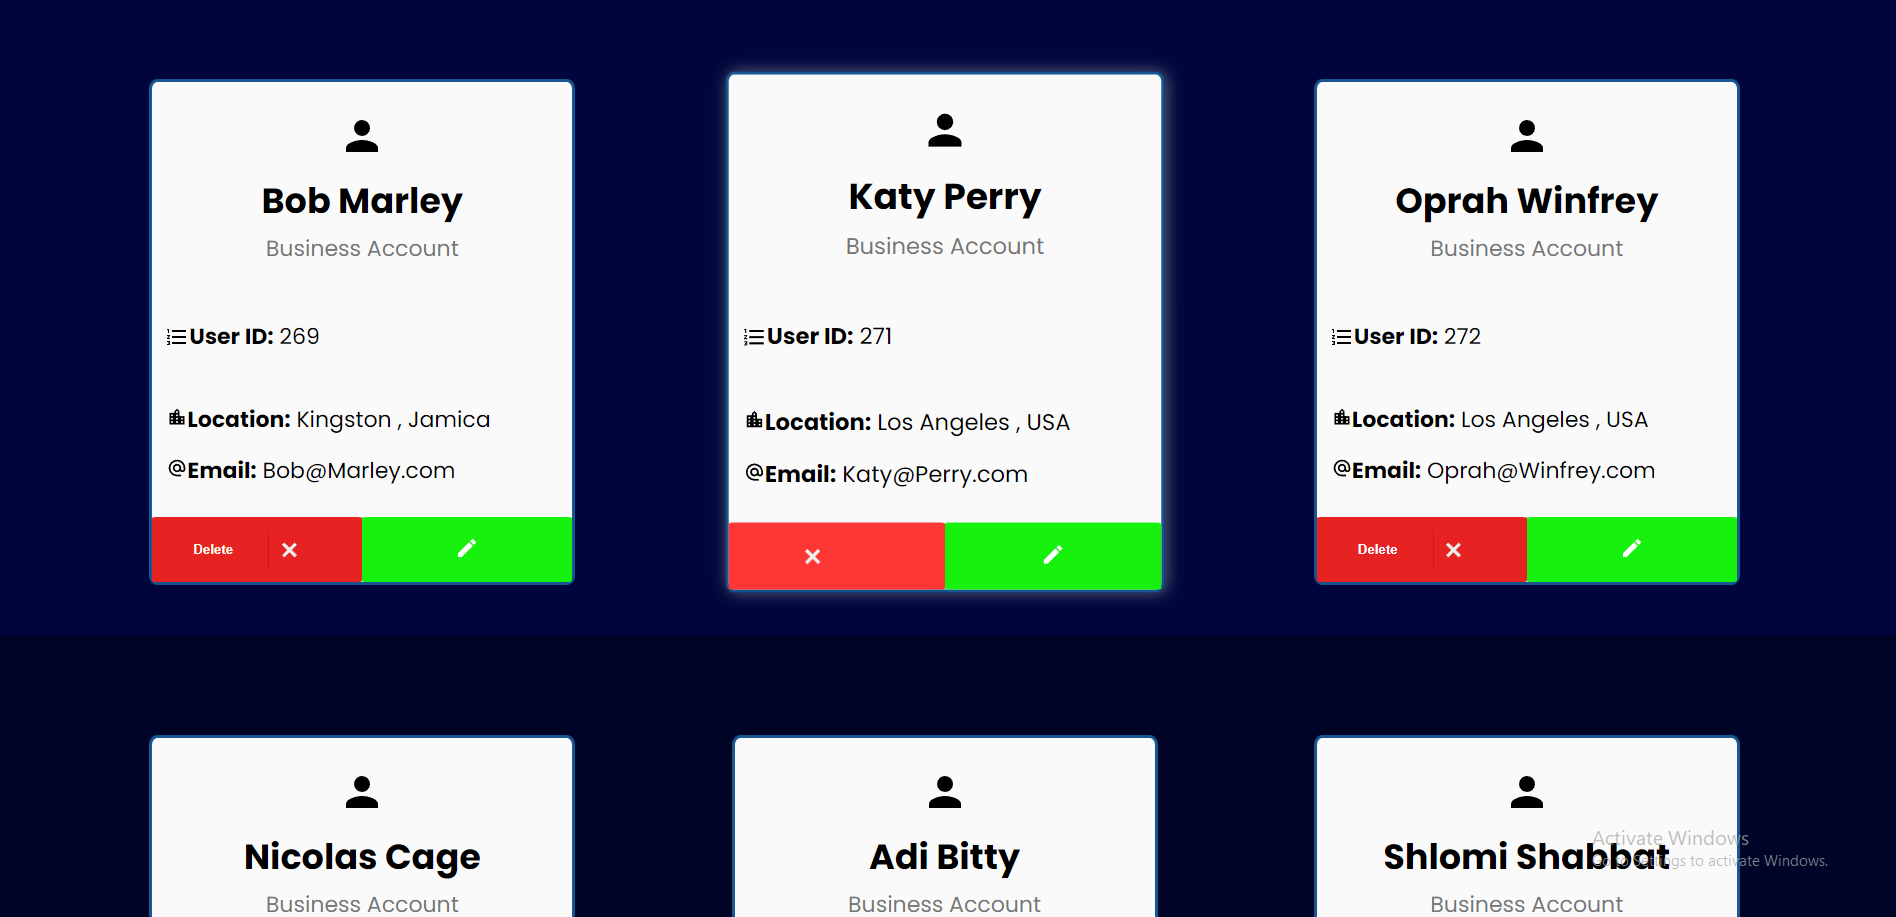 Bob Marley
Business Account
User ID: 269
Location: Kingston , Jamica
Email: Bob@Marley.com
Delete
Katy Perry
Business Account
User ID: 271
Location: Los Angeles , USA
Email: Katy@Perry.com
Oprah Winfrey
Business Account
User ID: 272
Location: Los Angeles , USA
Email: Oprah@Winfrey.com
Delete
Nicolas Cage
Business Account
Adi Bitty
Business Account
Shlomi Shabbat
Business Account
Activate Windows
Go to Settings to activate Windows.